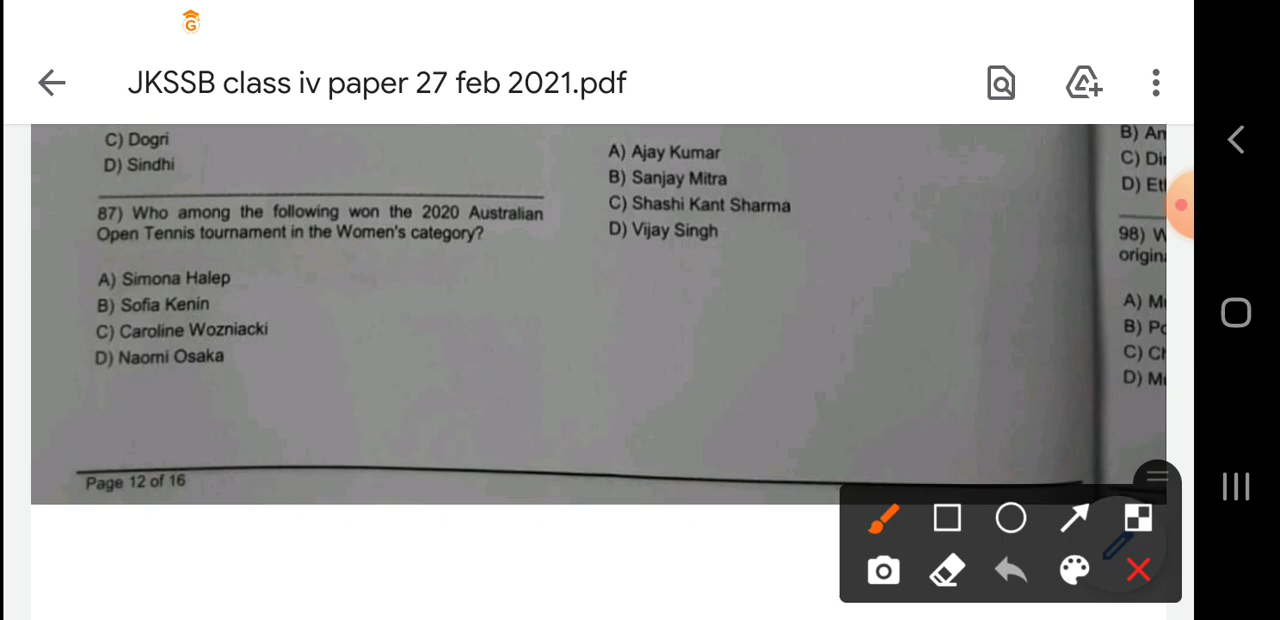 G
JKSSB class iv paper 27 feb 2021.pdf
C) Dogri
D) Sindhi
87) Who among the following won the 2020 Australian
Open Tennis tournament in the Women's category?
A) Simona Halep
B) Sofia Kenin
C) Caroline Wozniacki
D) Naomi Osaka
Page 12 of 16
A) Ajay Kumar
B) Sanjay Mitra
C) Shashi Kant Sharma
D) Vijay Singh
B)
C)
D)
98)
A)
B)
C)
D)